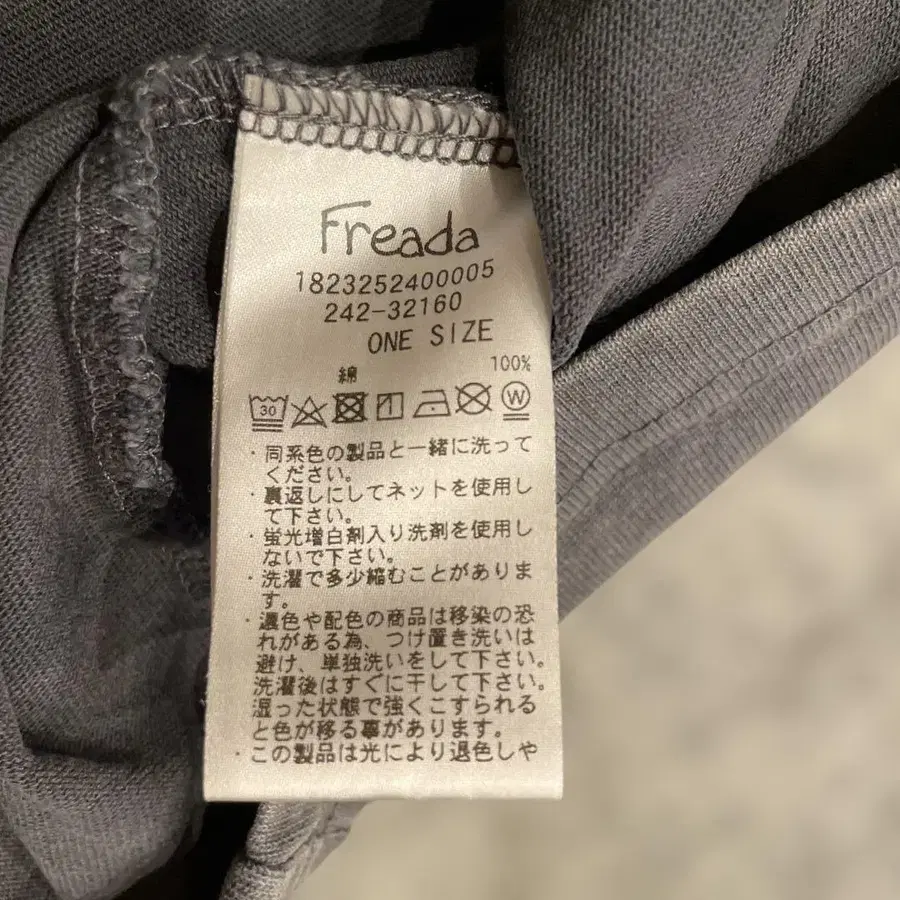 Freada
1823252400005
242-32160
ONE SIZE
綿 100%
30 W
・同系色の製品と一緒に洗って
ください。
・裏返しにしてネットを使用し
て下さい。
・蛍光増白剤入り洗剤を使用し
ないで下さい。
・洗濯で多少縮むことがありま
す。
・濃色や配色の商品は移染の恐
れがある為、つけ置き洗いは
避け、単独洗いをして下さい。
洗濯後はすぐに干して下さい。
湿った状態で強くこすられる
と色が移る事があります。
・この製品は光により退色しや